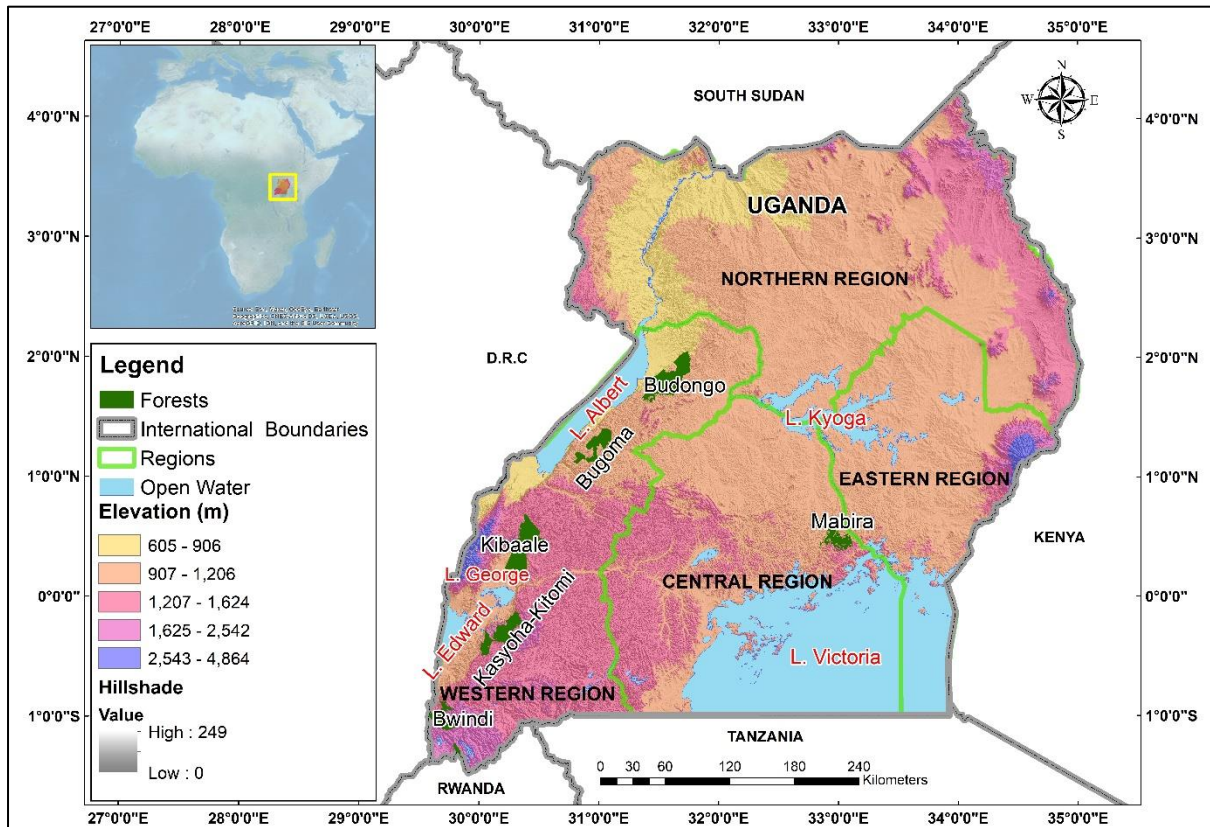 27°0'0"E 28°0'0"E 29°0'0"E 30°0'0"E 31°0'0"E 32°0'0"E 33°0'0"E 34°0'0"E 35°0'0"E
4°0'0"N
3°0'0"N
2°0'0"N
1°0'0"N
0°0'0"
1°0'0"S
N
W E
S
SOUTH SUDAN
UGANDA
NORTHERN REGION
D.R.C
L. Albert
Budongo
Bugoma
L. Kyoga
EASTERN REGION
KENYA
Mabira
Kibaale
L. George
CENTRAL REGION
L. Edward
Kasyoha-Kitomi
L. Victoria
WESTERN REGION
Bwindi
TANZANIA
RWANDA
0 30 60 120 180 240
Kilometers
Legend
Forests
International Boundaries
Regions
Open Water
Elevation (m)
605 - 906
907 - 1,206
1,207 - 1,624
1,625 - 2,542
2,543 - 4,864
Hillshade
Value
High : 249
Low : 0
4°0'0"N
3°0'0"N
2°0'0"N
1°0'0"N
0°0'0"
1°0'0"S
27°0'0"E 28°0'0"E 29°0'0"E 30°0'0"E 31°0'0"E 32°0'0"E 33°0'0"E 34°0'0"E 35°0'0"E